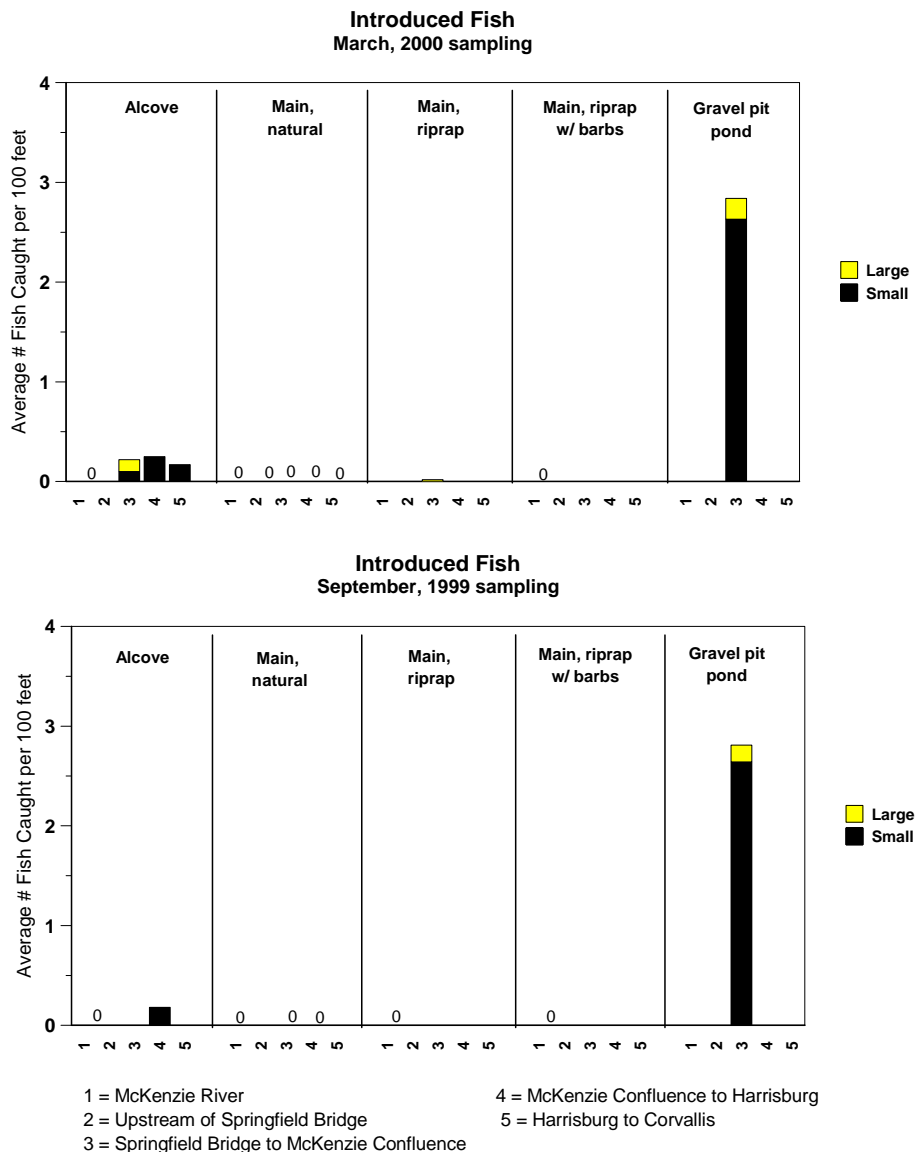 Introduced Fish
March, 2000 sampling
Average # Fish Caught per 100 feet
4
3
2
1
0
Alcove
Main,
natural
Main,
riprap
Main, riprap
w/ barbs
Gravel pit
pond
0
0 0 0 0 0
0
1 2 3 4 5 1 2 3 4 5 1 2 3 4 5 1 2 3 4 5 1 2 3 4 5
Large
Small
Introduced Fish
September, 1999 sampling
Average # Fish Caught per 100 feet
4
3
2
1
0
Alcove
Main,
natural
Main,
riprap
Main, riprap
w/ barbs
Gravel pit
pond
0
0 0 0
0
0
1 2 3 4 5 1 2 3 4 5 1 2 3 4 5 1 2 3 4 5 1 2 3 4 5
Large
Small
1 = McKenzie River
2 = Upstream of Springfield Bridge
3 = Springfield Bridge to McKenzie Confluence
4 = McKenzie Confluence to Harrisburg
5 = Harrisburg to Corvallis